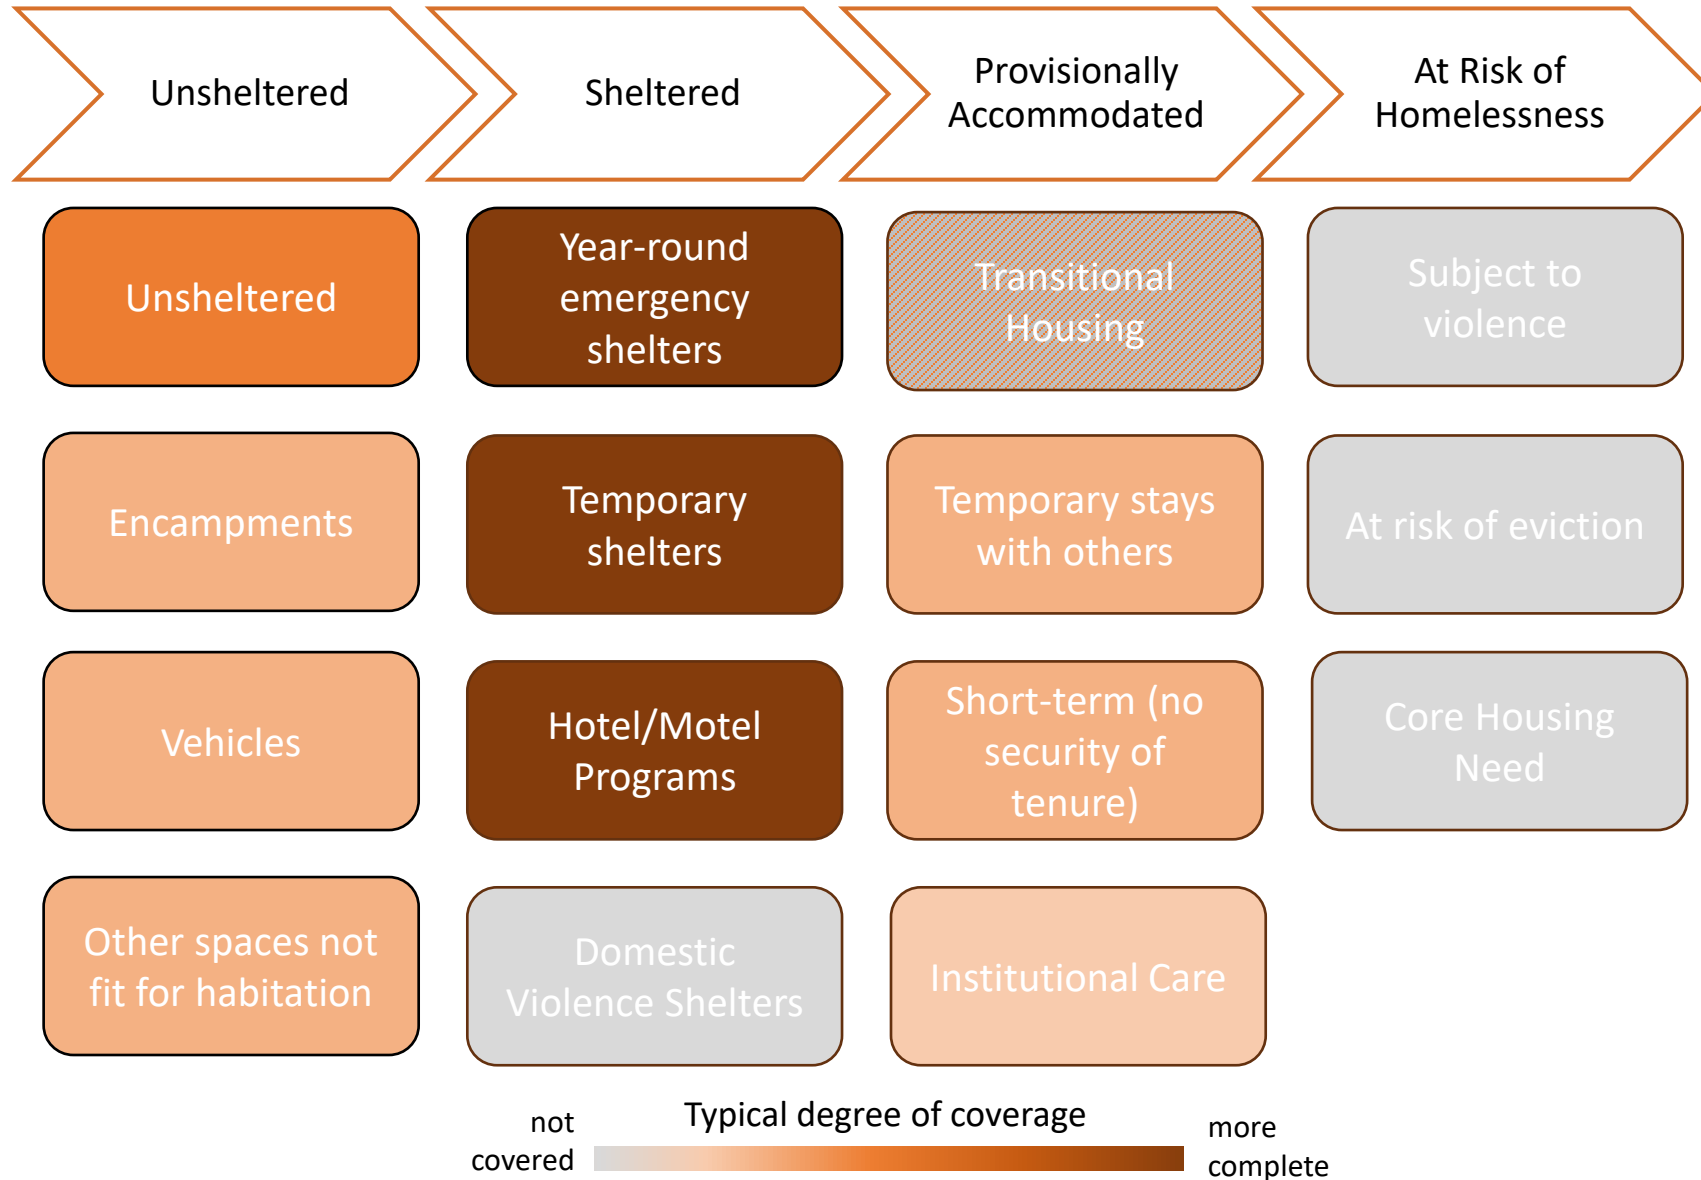 Unsheltered
Sheltered
Provisionally
Accommodated
At Risk of
Homelessness
Unsheltered
Year-round
emergency
shelters
Transitional
Housing
Subject to
violence
Encampments
Temporary
shelters
Temporary stays
with others
At risk of eviction
Vehicles
Hotel/Motel
Programs
Short-term (no
security of
tenure)
Core Housing
Need
Other spaces not
fit for habitation
Domestic
Violence Shelters
Institutional Care
Typical degree of coverage
not
covered
more
complete